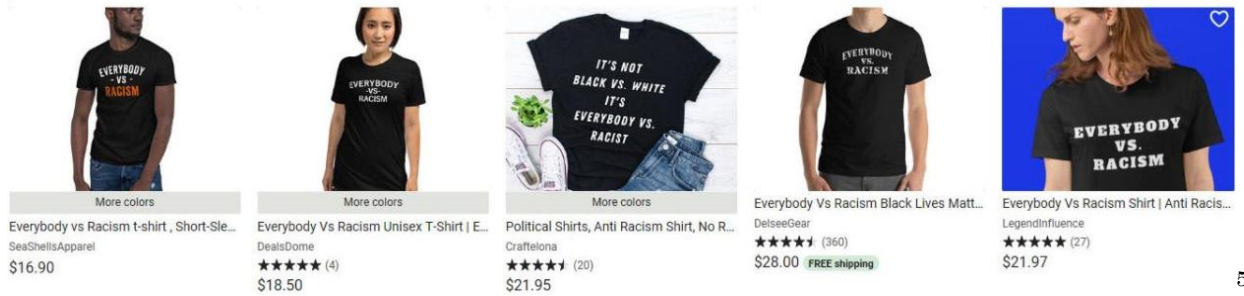 EVERYBODY
- VS -
RACISM
More colors
Everybody vs Racism t-shirt , Short-Sle...
SeaShellsApparel
$16.90
EVERYBODY
-VS-
RACISM
More colors
Everybody Vs Racism Unisex T-Shirt | E...
DealsDome
★★★★★ (4)
$18.50
IT'S NOT
BLACK VS. WHITE
IT'S
EVERYBODY VS.
RACIST
More colors
Political Shirts, Anti Racism Shirt, No R...
Craftelona
(20)
$21.95
EVERYBODY
VS.
RACISM
Everybody Vs Racism Black Lives Matt...
DelseeGear
(360)
$28.00 FREE shipping
EVERYBODY
VS.
RACISM
Everybody Vs Racism Shirt | Anti Racis...
LegendInfluence
★★★★★ (27)
$21.97
5